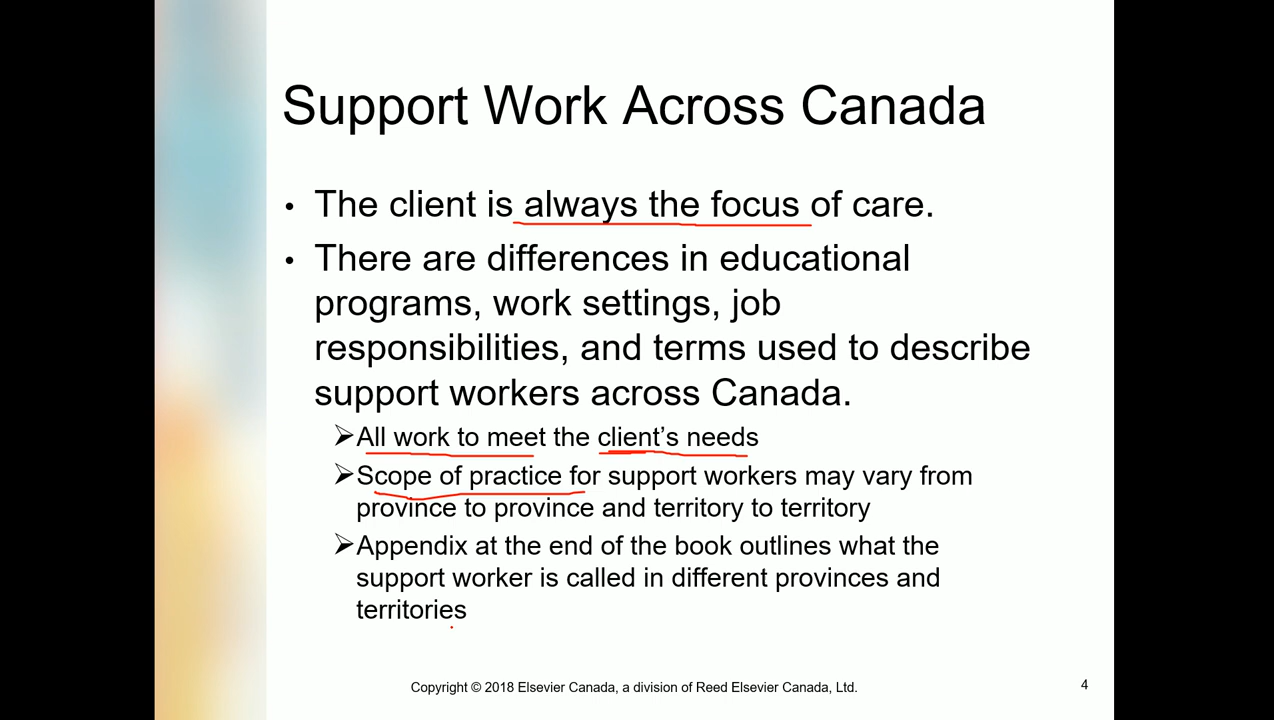 Support Work Across Canada
• The client is always the focus of care.
• There are differences in educational
programs, work settings, job
responsibilities, and terms used to describe
support workers across Canada.
➢All work to meet the client’s needs
➢Scope of practice for support workers may vary from
province to province and territory to territory
➢Appendix at the end of the book outlines what the
support worker is called in different provinces and
territories
Copyright © 2018 Elsevier Canada, a division of Reed Elsevier Canada, Ltd.
4